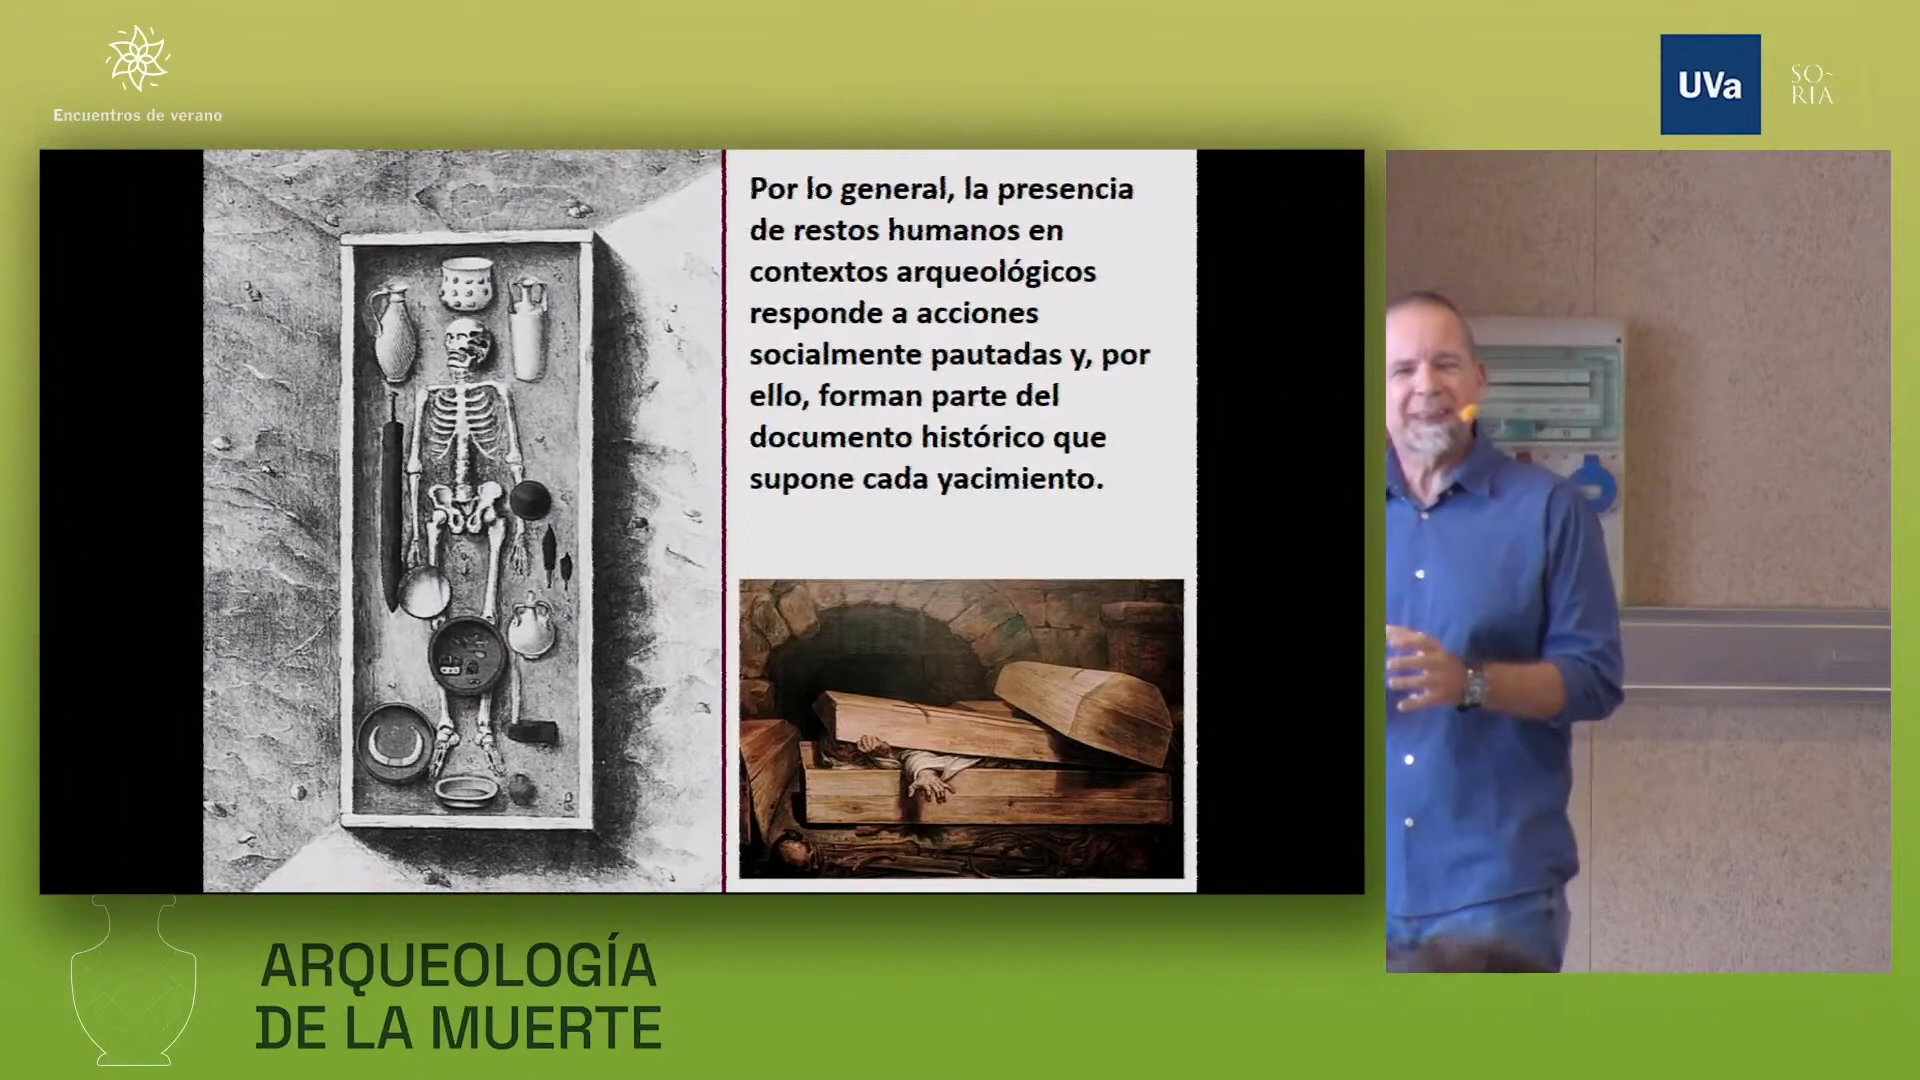 Encuentros de verano
UVa
SO-
RIA
Por lo general, la presencia
de restos humanos en
contextos arqueológicos
responde a acciones
socialmente pautadas y, por
ello, forman parte del
documento histórico que
supone cada yacimiento.
ARQUEOLOGÍA
DE LA MUERTE